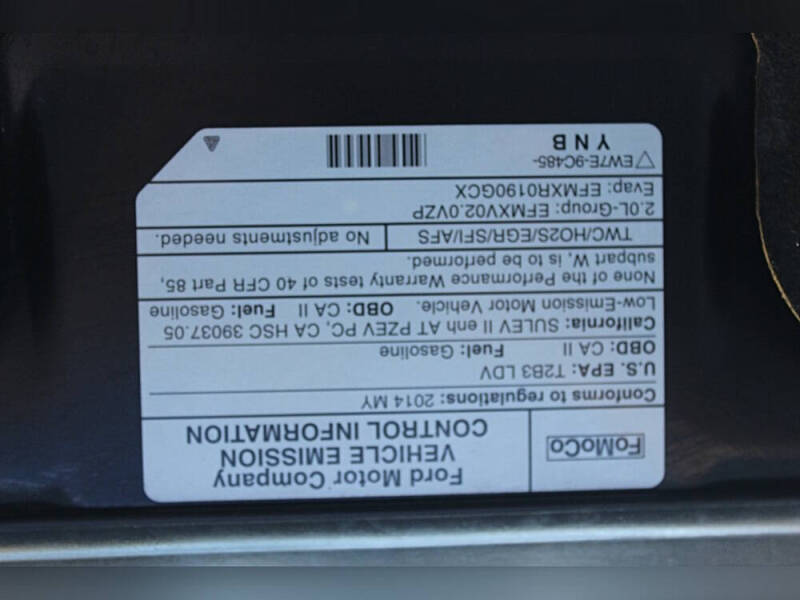 FoMoCo
Ford Motor Company
VEHICLE EMISSION
CONTROL INFORMATION
Conforms to regulations: 2014 MY
U.S. EPA: T2B3 LDV
OBD: CA II Fuel: Gasoline
California: SULEV II enh AT PZEV PC, CA HSC 39037.05
Low-Emission Motor Vehicle. OBD: CA II Fuel: Gasoline
None of the Performance Warranty tests of 40 CFR Part 85,
subpart W, is to be performed.
TWC/HO2S/EGR/SFI/AFS
No adjustments needed.
2.0L-Group: EFMXV02.0VZP
Evap: EFMXR0190GCX
EW7E-9C485-
YNB